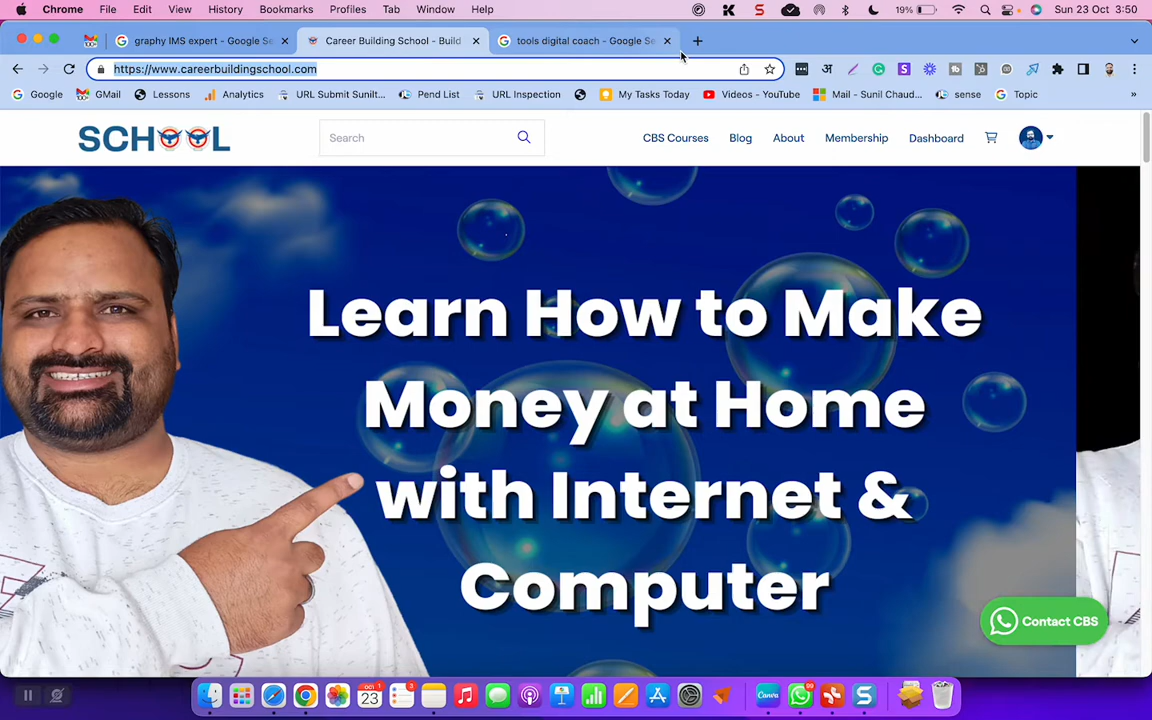 Chrome File Edit View History Bookmarks Profiles Tab Window Help 19% Sun 23 Oct 3:50
graphy IMS expert - Google Se Career Building School - Build tools digital coach - Google Se
https://www.careerbuildingschool.com
Google GMail Lessons Analytics URL Submit Sunilt... Pend List URL Inspection My Tasks Today Videos - YouTube Mail - Sunil Chaud... sense Topic »
SCHOOL Search CBS Courses Blog About Membership Dashboard
Learn How to Make
Money at Home
with Internet &
Computer
Contact CBS